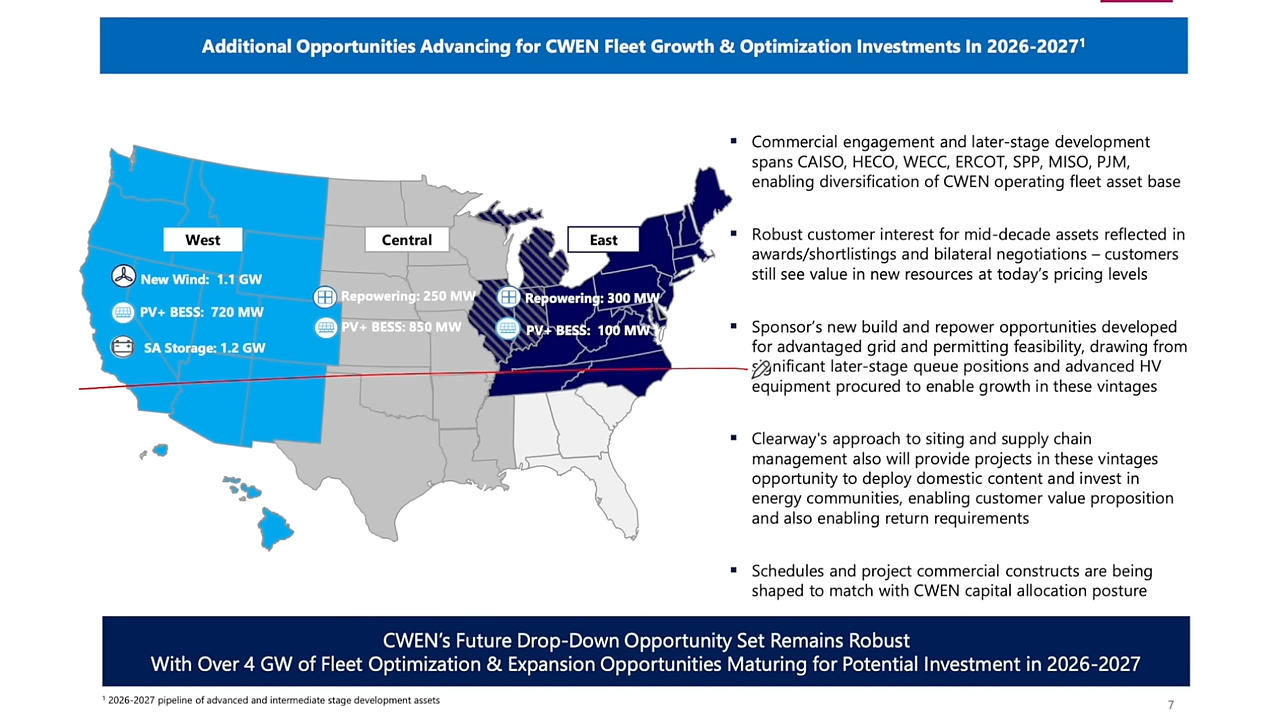 Additional Opportunities Advancing for CWEN Fleet Growth & Optimization Investments In 2026-2027¹
West
New Wind: 1.1 GW
PV+ BESS: 720 MW
SA Storage: 1.2 GW
Central
Repowering: 250 MW
PV+ BESS: 850 MW
East
Repowering: 300 MW
PV+ BESS: 100 MW
▪ Commercial engagement and later-stage development
spans CAISO, HECO, WECC, ERCOT, SPP, MISO, PJM,
enabling diversification of CWEN operating fleet asset base
▪ Robust customer interest for mid-decade assets reflected in
awards/shortlistings and bilateral negotiations – customers
still see value in new resources at today's pricing levels
▪ Sponsor's new build and repower opportunities developed
for advantaged grid and permitting feasibility, drawing from
significant later-stage queue positions and advanced HV
equipment procured to enable growth in these vintages
▪ Clearway's approach to siting and supply chain
management also will provide projects in these vintages
opportunity to deploy domestic content and invest in
energy communities, enabling customer value proposition
and also enabling return requirements
▪ Schedules and project commercial constructs are being
shaped to match with CWEN capital allocation posture
CWEN's Future Drop-Down Opportunity Set Remains Robust
With Over 4 GW of Fleet Optimization & Expansion Opportunities Maturing for Potential Investment in 2026-2027
¹ 2026-2027 pipeline of advanced and intermediate stage development assets
7